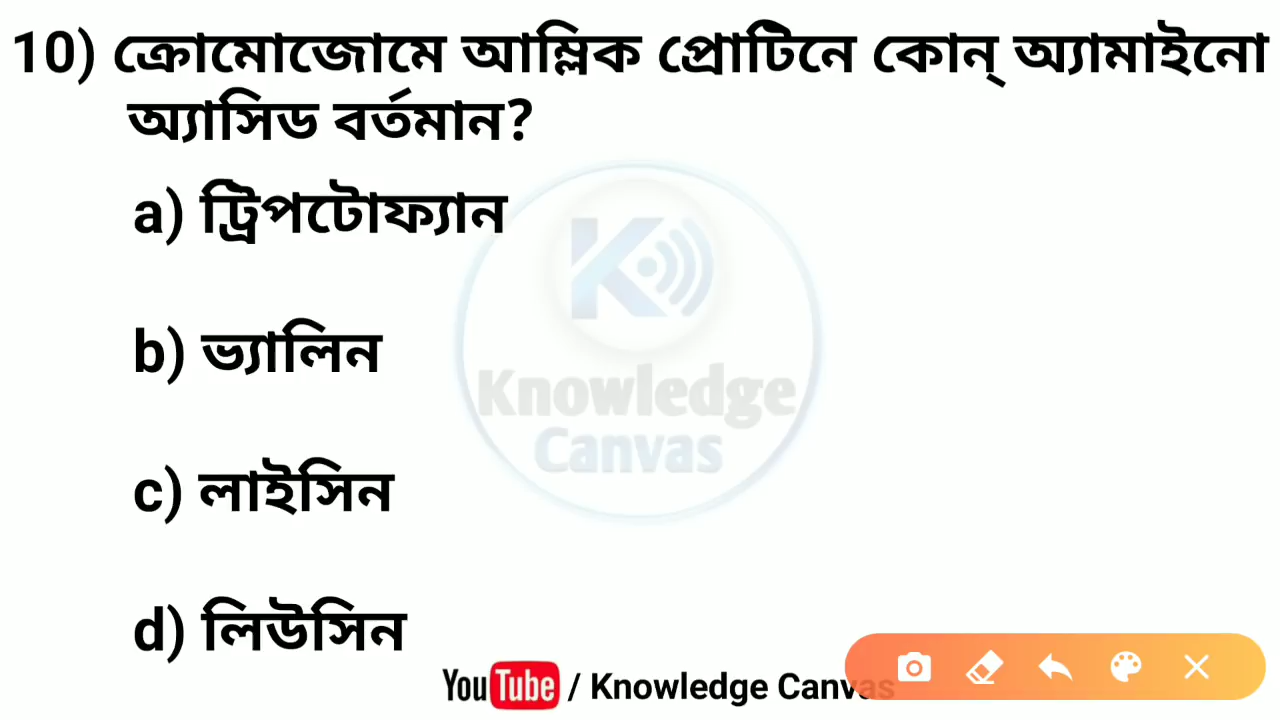 10) ক্রোমোজোমে আম্লিক প্রোটিনে কোন্ অ্যামাইনো
অ্যাসিড বর্তমান?
a) ট্রিপটোফ্যান
b) ভ্যালিন
Knowledge
Canvas
c) লাইসিন
d) লিউসিন
YouTube / Knowledge Canvas